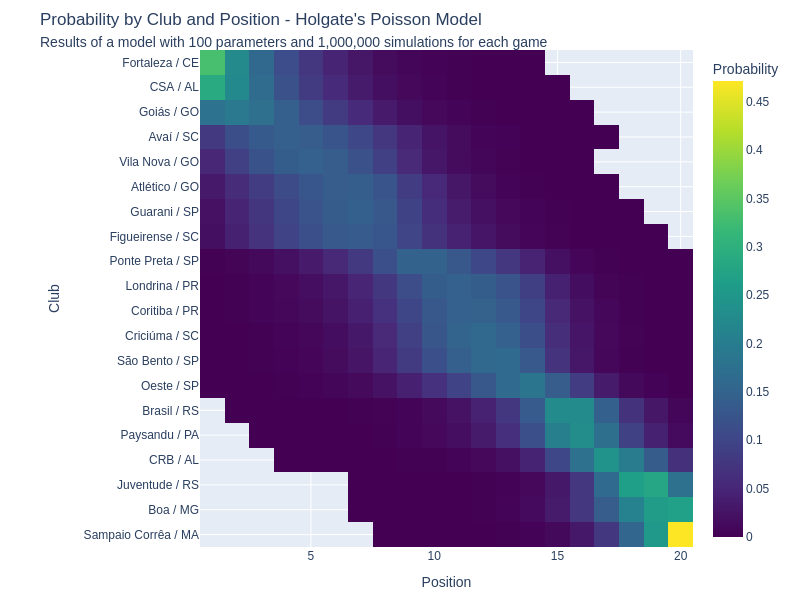 Probability by Club and Position - Holgate's Poisson Model
Results of a model with 100 parameters and 1,000,000 simulations for each game
Probability
Fortaleza / CE
CSA / AL
Goiás / GO
Avaí / SC
Vila Nova / GO
Atlético / GO
Guarani / SP
Figueirense / SC
Ponte Preta / SP
Londrina / PR
Coritiba / PR
Criciúma / SC
São Bento / SP
Oeste / SP
Brasil / RS
Paysandu / PA
CRB / AL
Juventude / RS
Boa / MG
Sampaio Corrêa / MA
Club
5
10
15
20
Position
0.45
0.4
0.35
0.3
0.25
0.2
0.15
0.1
0.05
0